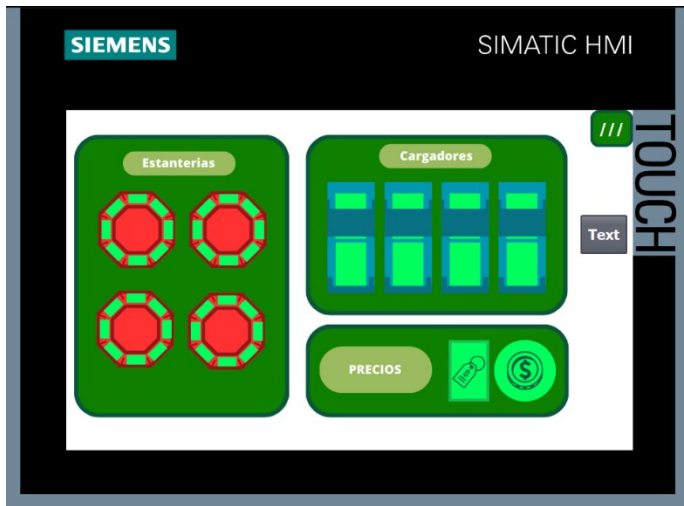 SIEMENS
SIMATIC HMI
TOUCH
///
Estanterias
Cargadores
Text
PRECIOS
$